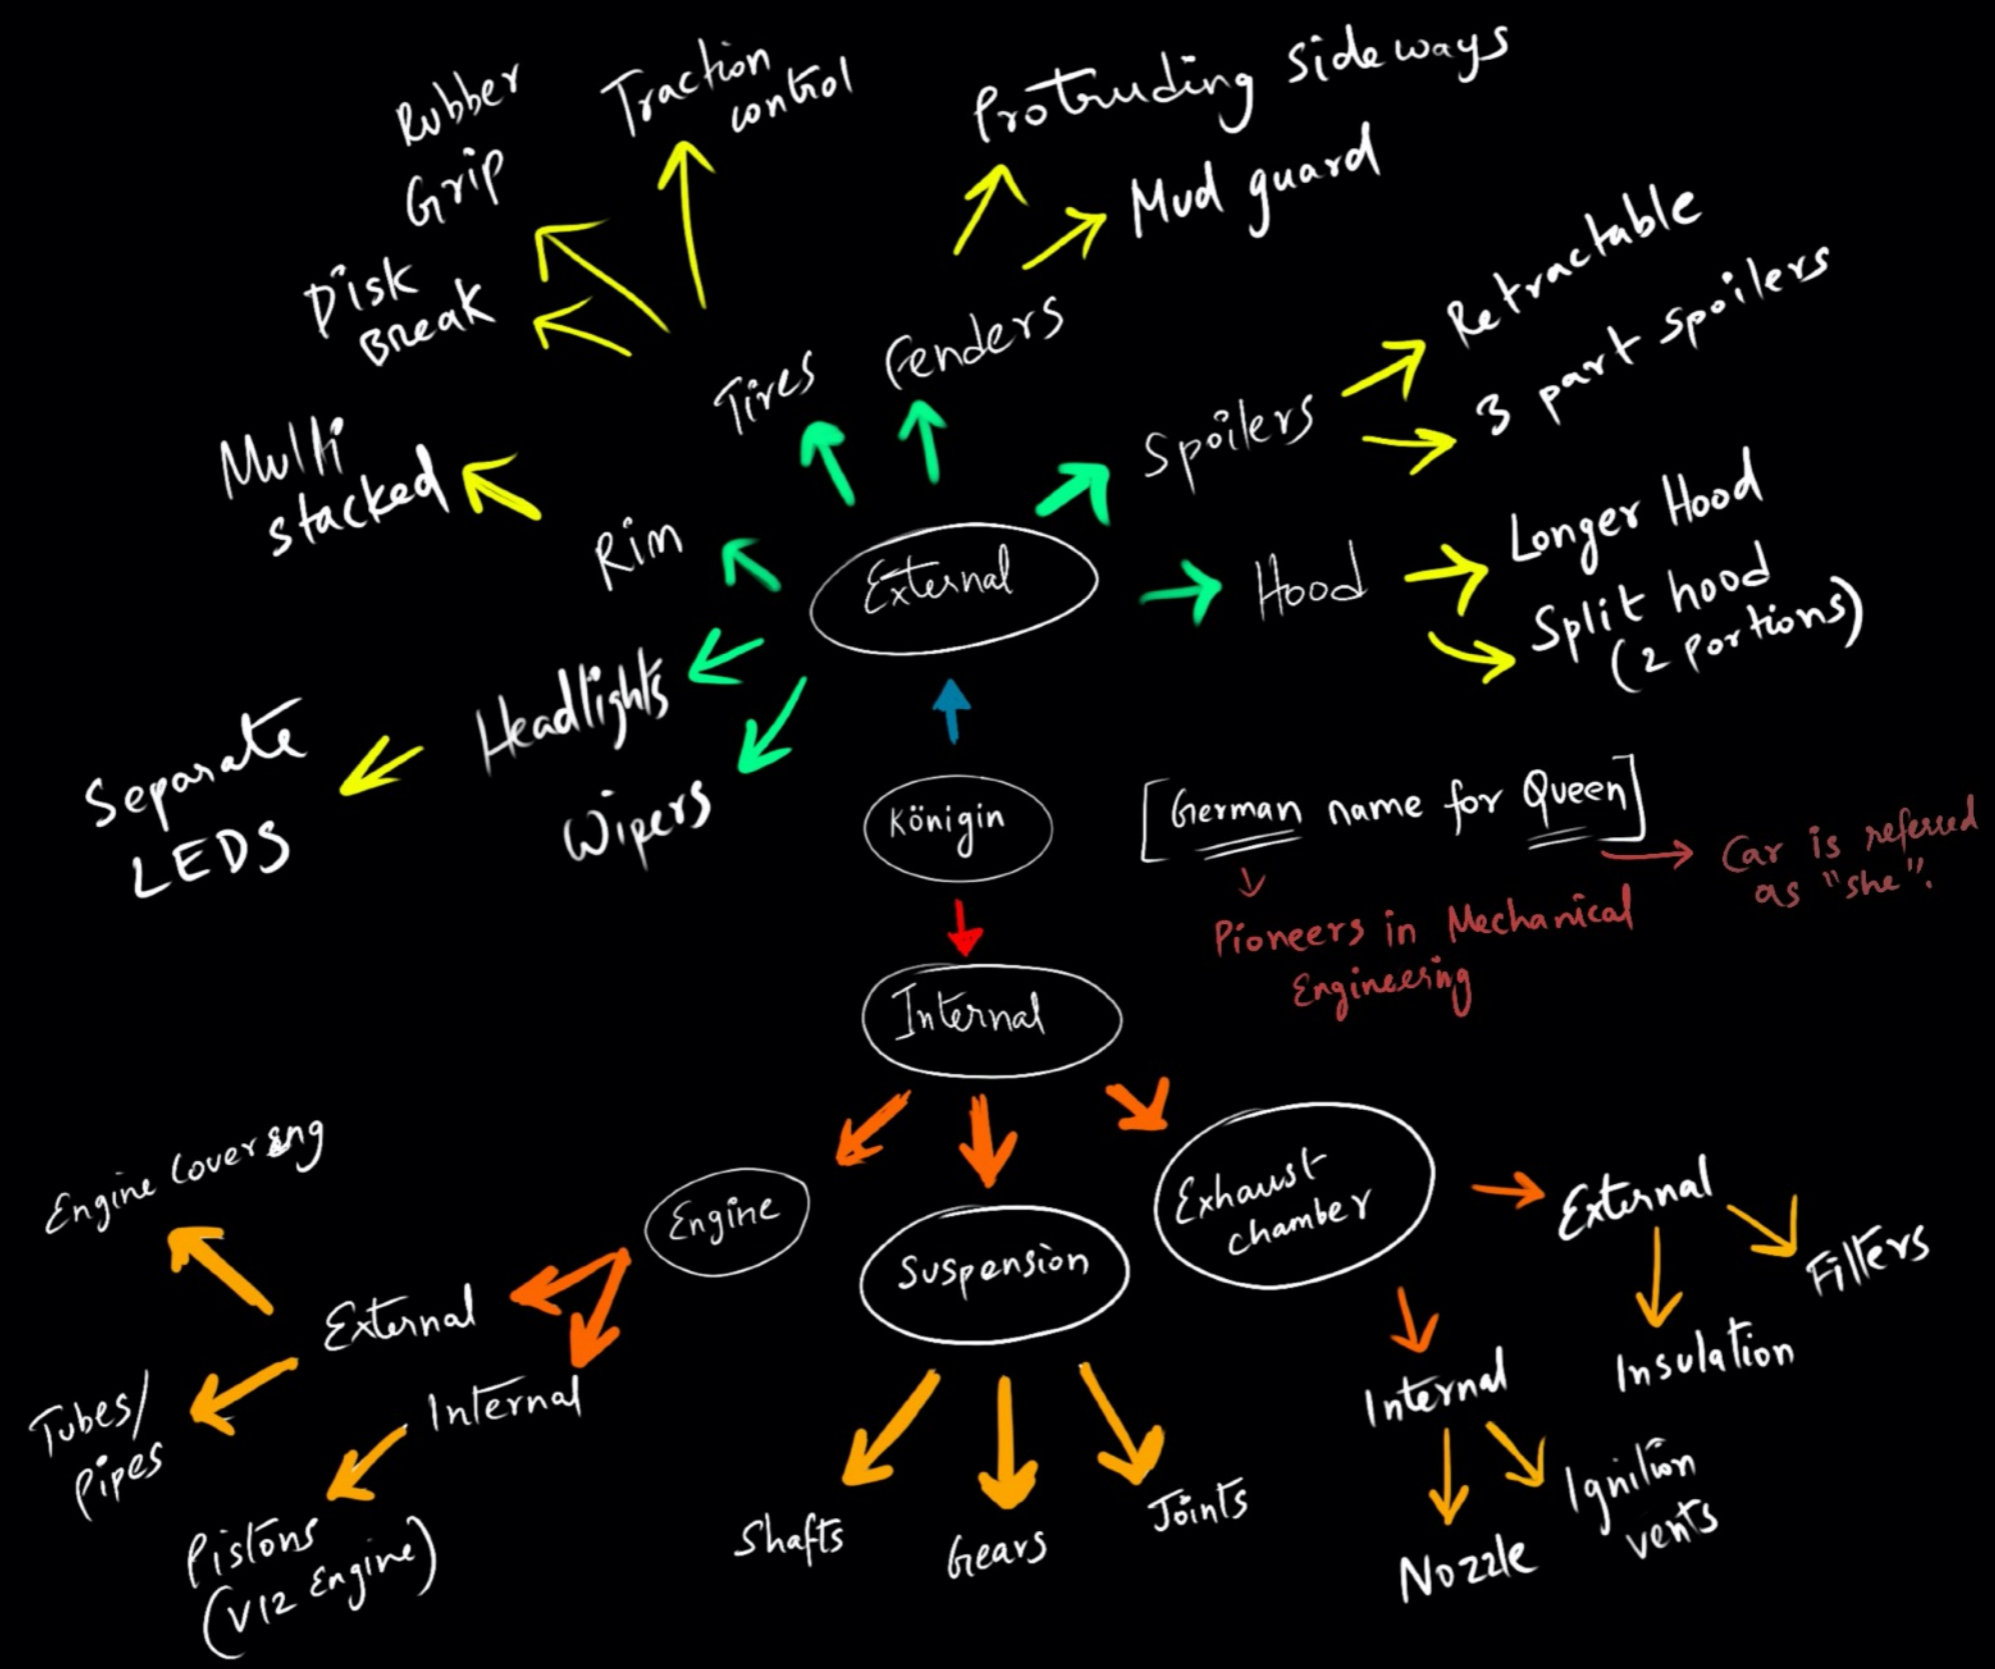 Rubber
Grip
Traction
control
Protruding sideways
Mud guard
Disk
Break
Tires
Fenders
Retractable
3 part spoilers
Spoilers
Multi
stacked
Rim
External
Hood
Longer Hood
Split hood
(2 Portions)
Separate
LEDS
Headlights
Wipers
Königin
[German name for Queen]
Car is referred
as "she".
Pioneers in Mechanical
Engineering
Internal
Engine Covering
Engine
Suspension
Exhaust
chamber
External
Filters
Insulation
External
Tubes/
Pipes
Internal
Pistons
(V12 Engine)
Shafts
Gears
Joints
Internal
Nozzle
Ignition
vents